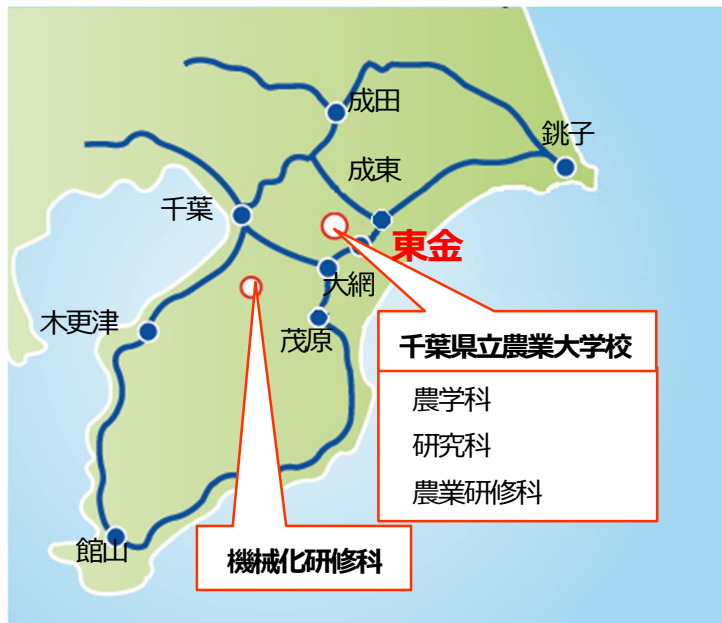 成田
銚子
成東
千葉
東金
大網
木更津
茂原
千葉県立農業大学校
農学科
研究科
農業研修科
館山
機械化研修科